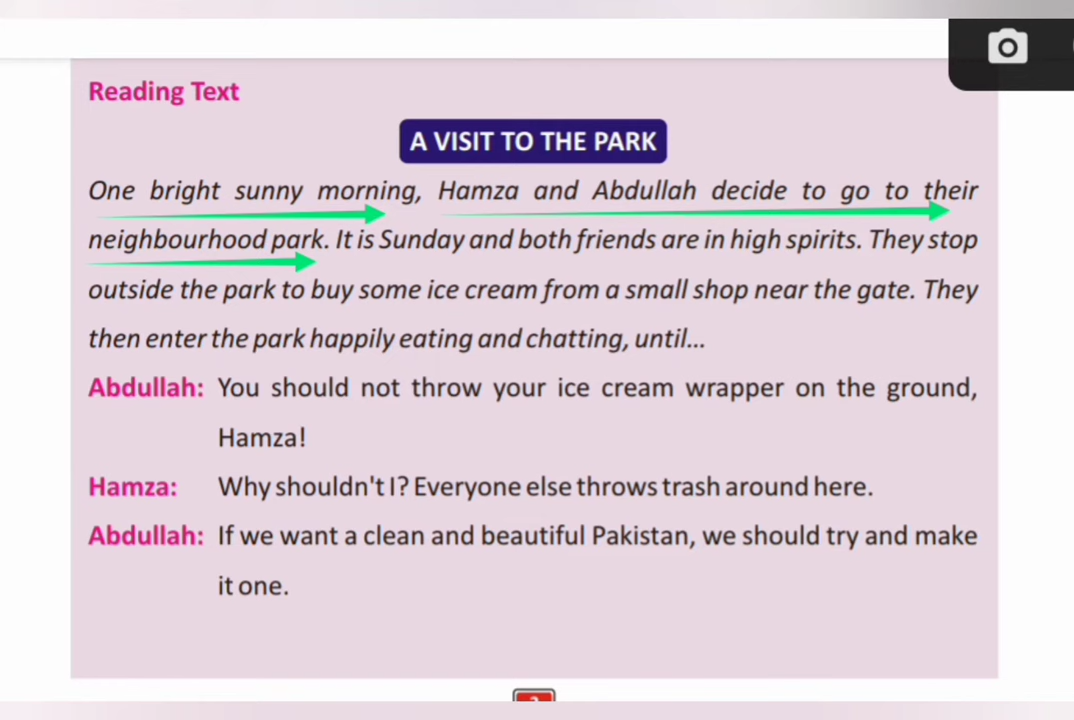 Reading Text
A VISIT TO THE PARK
One bright sunny morning, Hamza and Abdullah decide to go to their
neighbourhood park. It is Sunday and both friends are in high spirits. They stop
outside the park to buy some ice cream from a small shop near the gate. They
then enter the park happily eating and chatting, until...
Abdullah: You should not throw your ice cream wrapper on the ground,
Hamza!
Hamza: Why shouldn't I? Everyone else throws trash around here.
Abdullah: If we want a clean and beautiful Pakistan, we should try and make
it one.